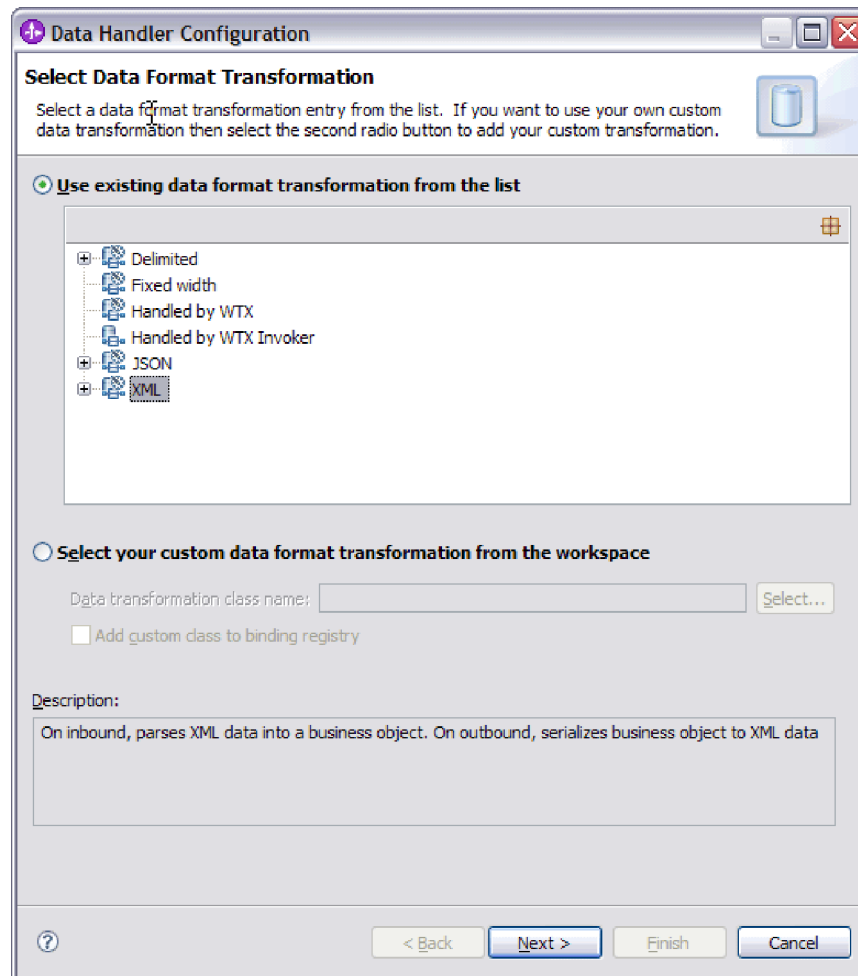 Data Handler Configuration
Select Data Format Transformation
Select a data format transformation entry from the list. If you want to use your own custom
data transformation then select the second radio button to add your custom transformation.
Use existing data format transformation from the list
Delimited
Fixed width
Handled by WTX
Handled by WTX Invoker
JSON
XML
Select your custom data format transformation from the workspace
Data transformation class name:
Select...
Add custom class to binding registry
Description:
On inbound, parses XML data into a business object. On outbound, serializes business object to XML data
< Back
Next >
Finish
Cancel